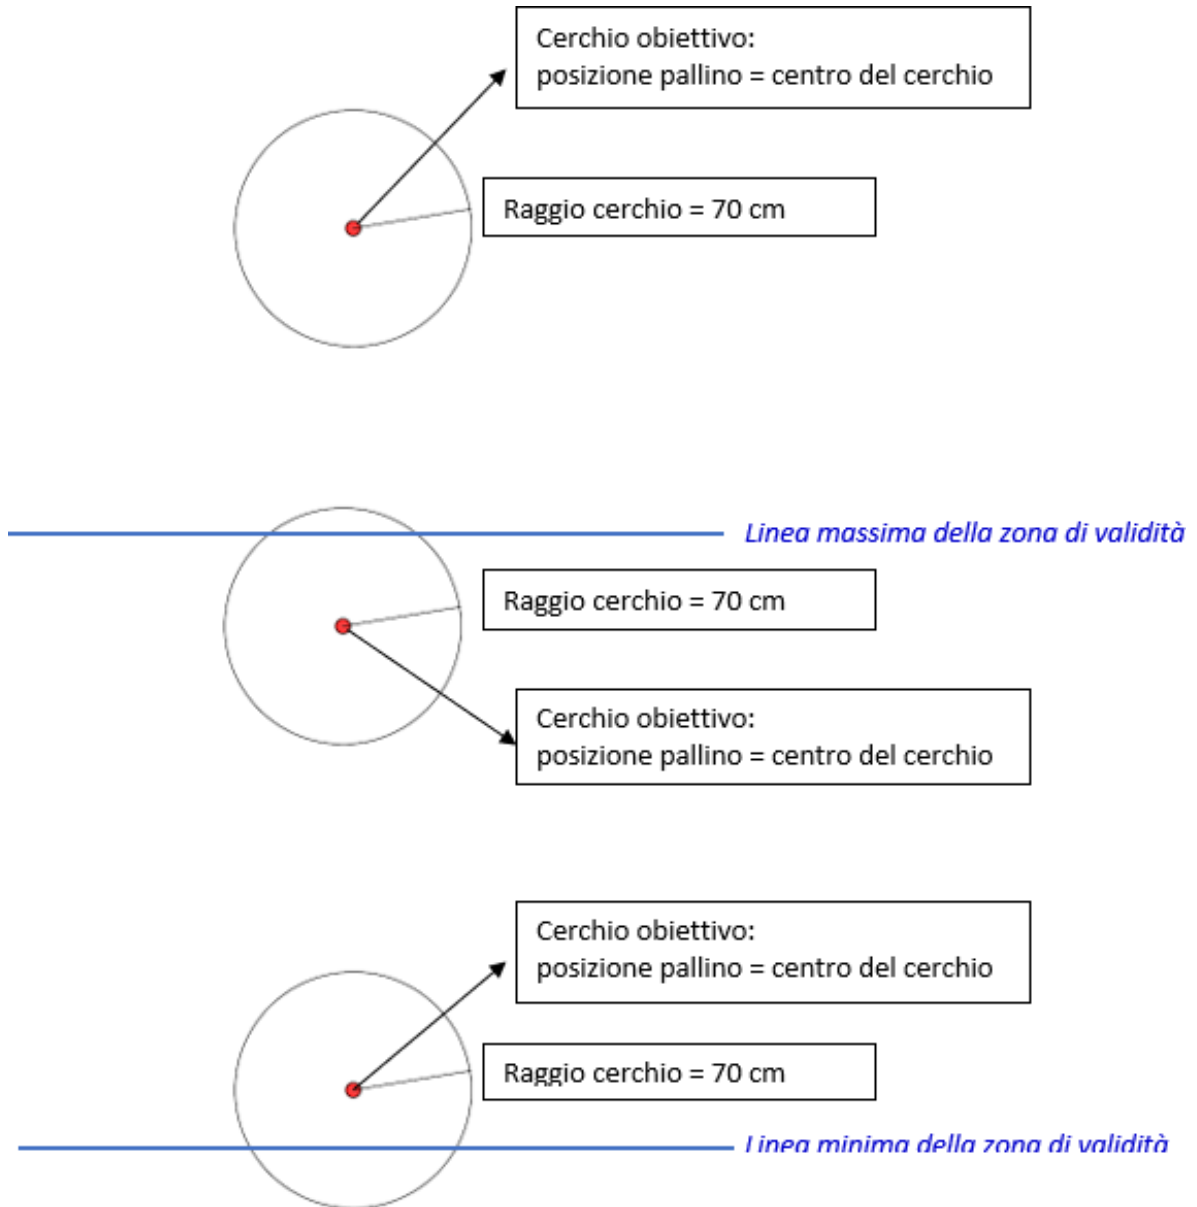 Cerchio obiettivo:
posizione pallino = centro del cerchio
Raggio cerchio = 70 cm
Linea massima della zona di validità
Raggio cerchio = 70 cm
Cerchio obiettivo:
posizione pallino = centro del cerchio
Cerchio obiettivo:
posizione pallino = centro del cerchio
Raggio cerchio = 70 cm
Linea minima della zona di validità